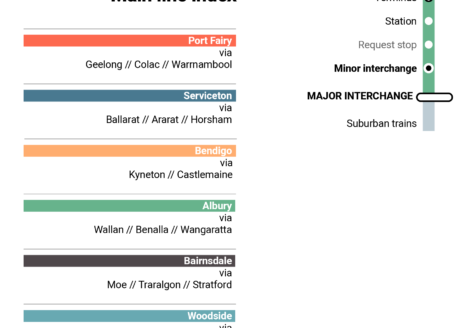 Main line index
Port Fairy
via
Geelong // Colac // Warrnambool
Serviceton
via
Ballarat // Ararat // Horsham
Bendigo
via
Kyneton // Castlemaine
Albury
via
Wallan // Benalla // Wangaratta
Bairnsdale
via
Moe // Traralgon // Stratford
Woodside
via
Terminus
Station
Request stop
Minor interchange
MAJOR INTERCHANGE
Suburban trains